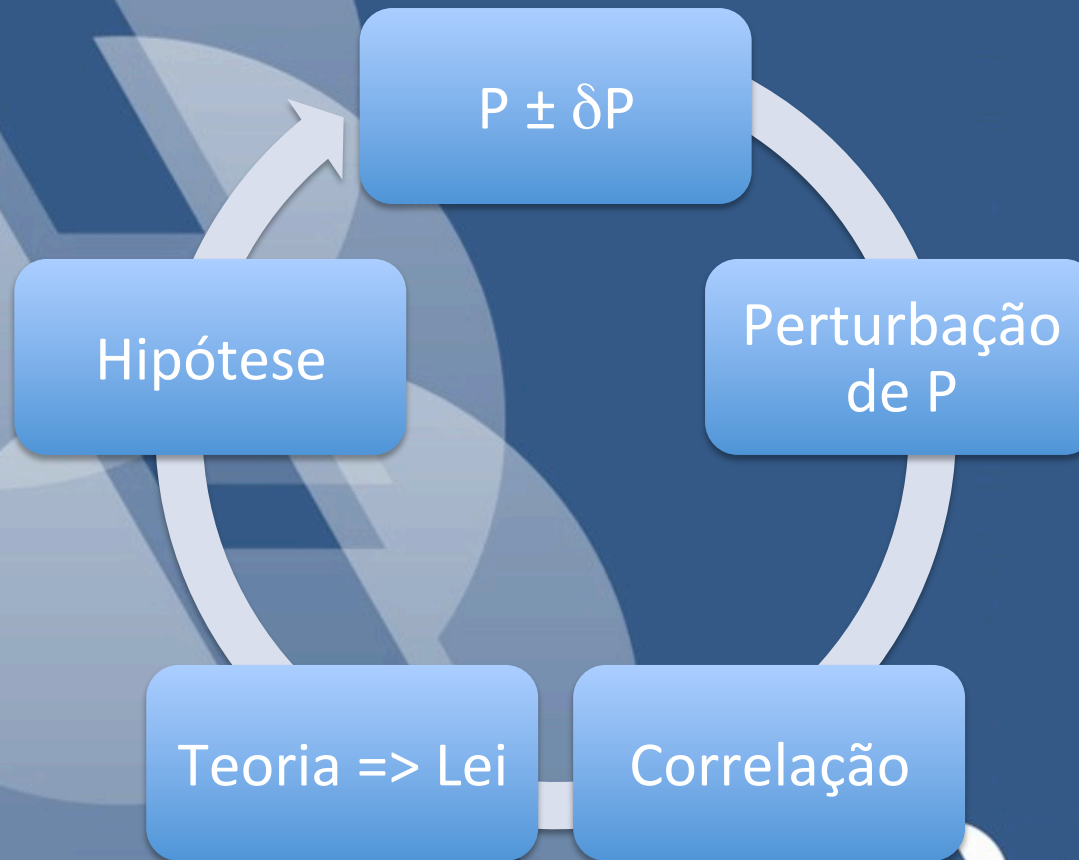 P ± δP
Perturbação
de P
Correlação
Teoria => Lei
Hipótese